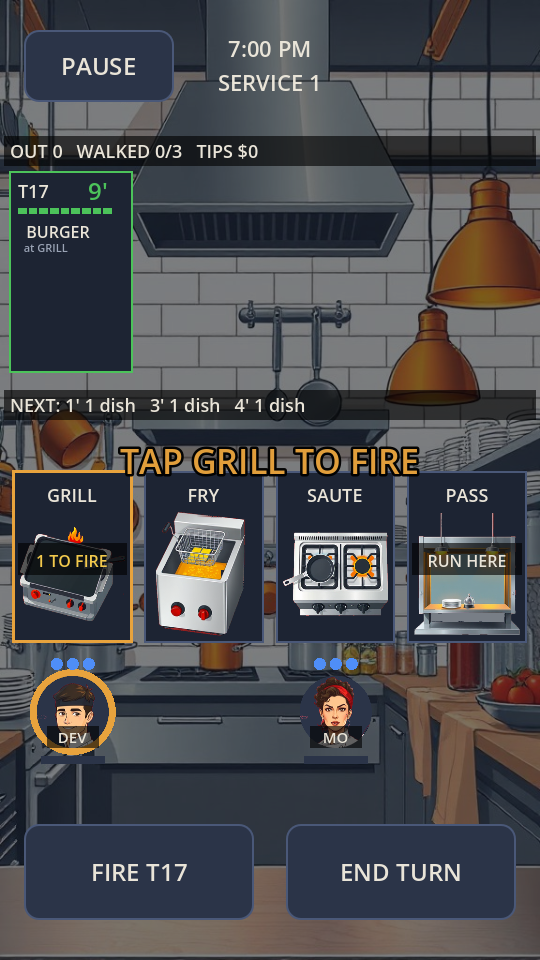 PAUSE
7:00 PM
SERVICE 1
OUT 0 WALKED 0/3 TIPS $0
T17 9'
BURGER
at GRILL
NEXT: 1' 1 dish 3' 1 dish 4' 1 dish
TAP GRILL TO FIRE
GRILL FRY SAUTE PASS
1 TO FIRE RUN HERE
DEV MO
FIRE T17 END TURN